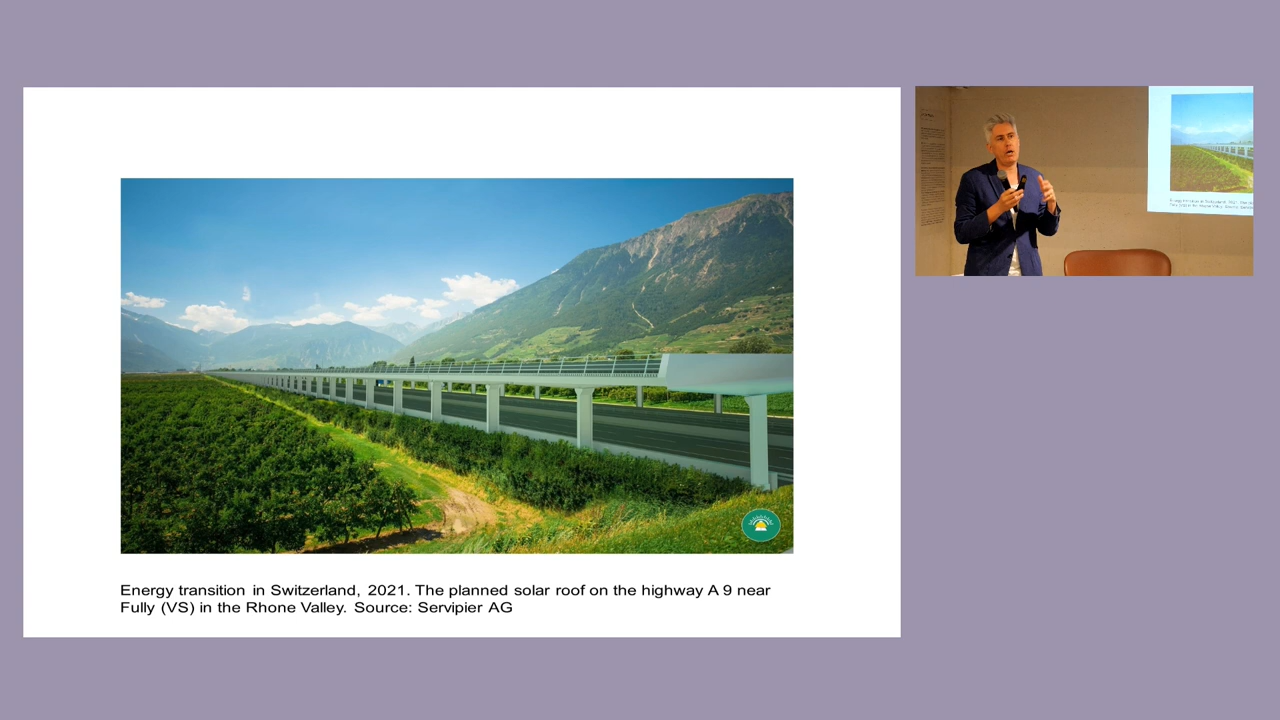 Energy transition in Switzerland, 2021. The planned solar roof on the highway A 9 near
Fully (VS) in the Rhone Valley. Source: Servipier AG